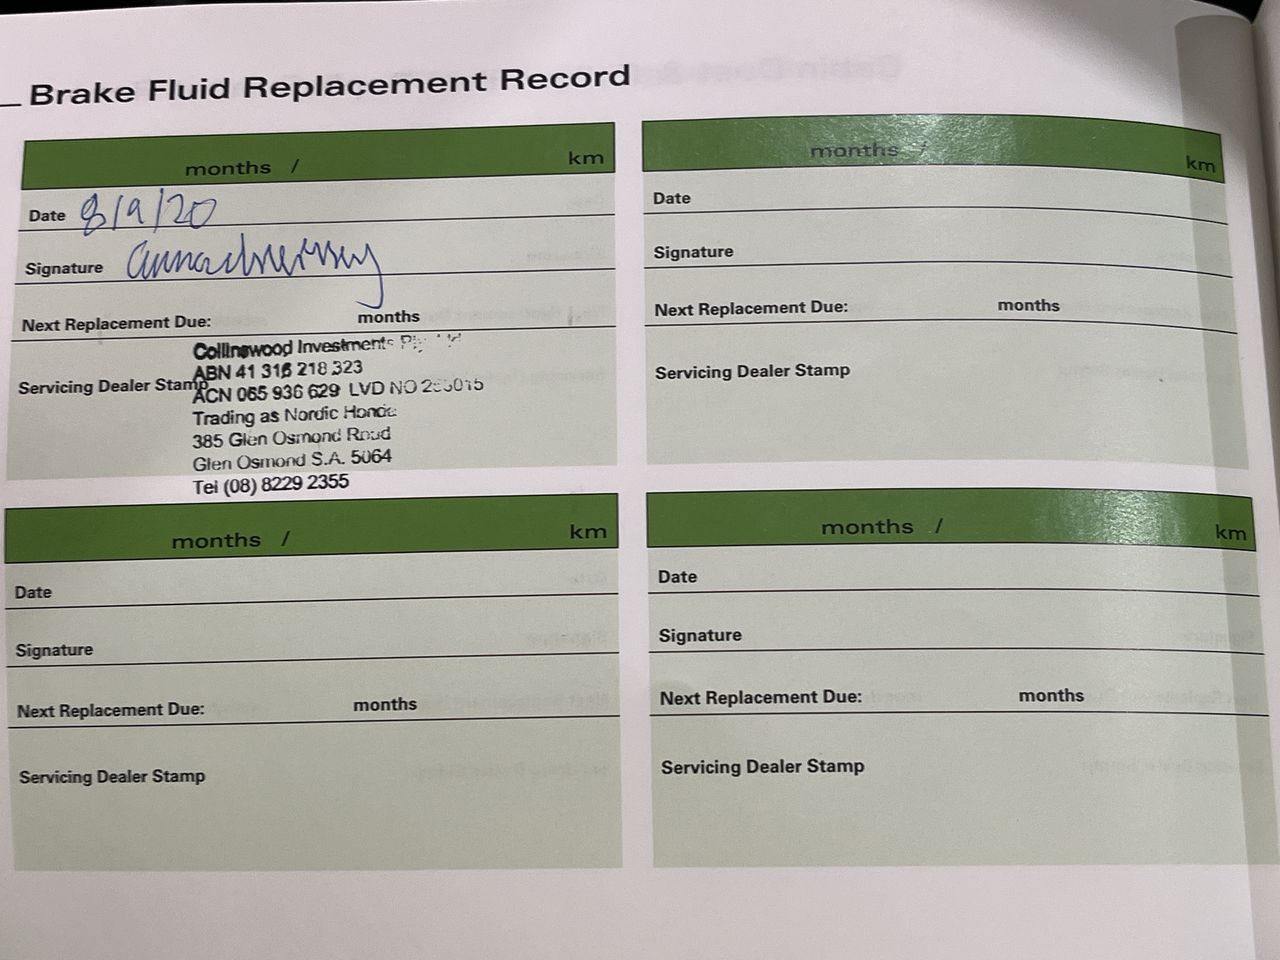 Brake Fluid Replacement Record
months / km
Date 8/9/20
Signature
Next Replacement Due: months
Servicing Dealer Stamp
Collinswood Investments
ABN 41 316 218 323
ACN 065 936 629 LVD NO
Trading as Nordic Honda
385 Glen Osmond Road
Glen Osmond S.A. 5064
Tel (08) 8229 2355
months / km
Date
Signature
Next Replacement Due: months
Servicing Dealer Stamp
months / km
Date
Signature
Next Replacement Due: months
Servicing Dealer Stamp
months / km
Date
Signature
Next Replacement Due: months
Servicing Dealer Stamp